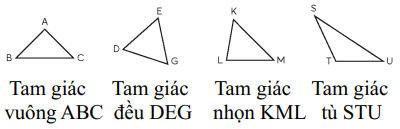 A
B
C
E
D
G
K
L
M
S
T
U
Tam giác
vuông ABC
Tam giác
đều DEG
Tam giác
nhọn KML
Tam giác
tù STU